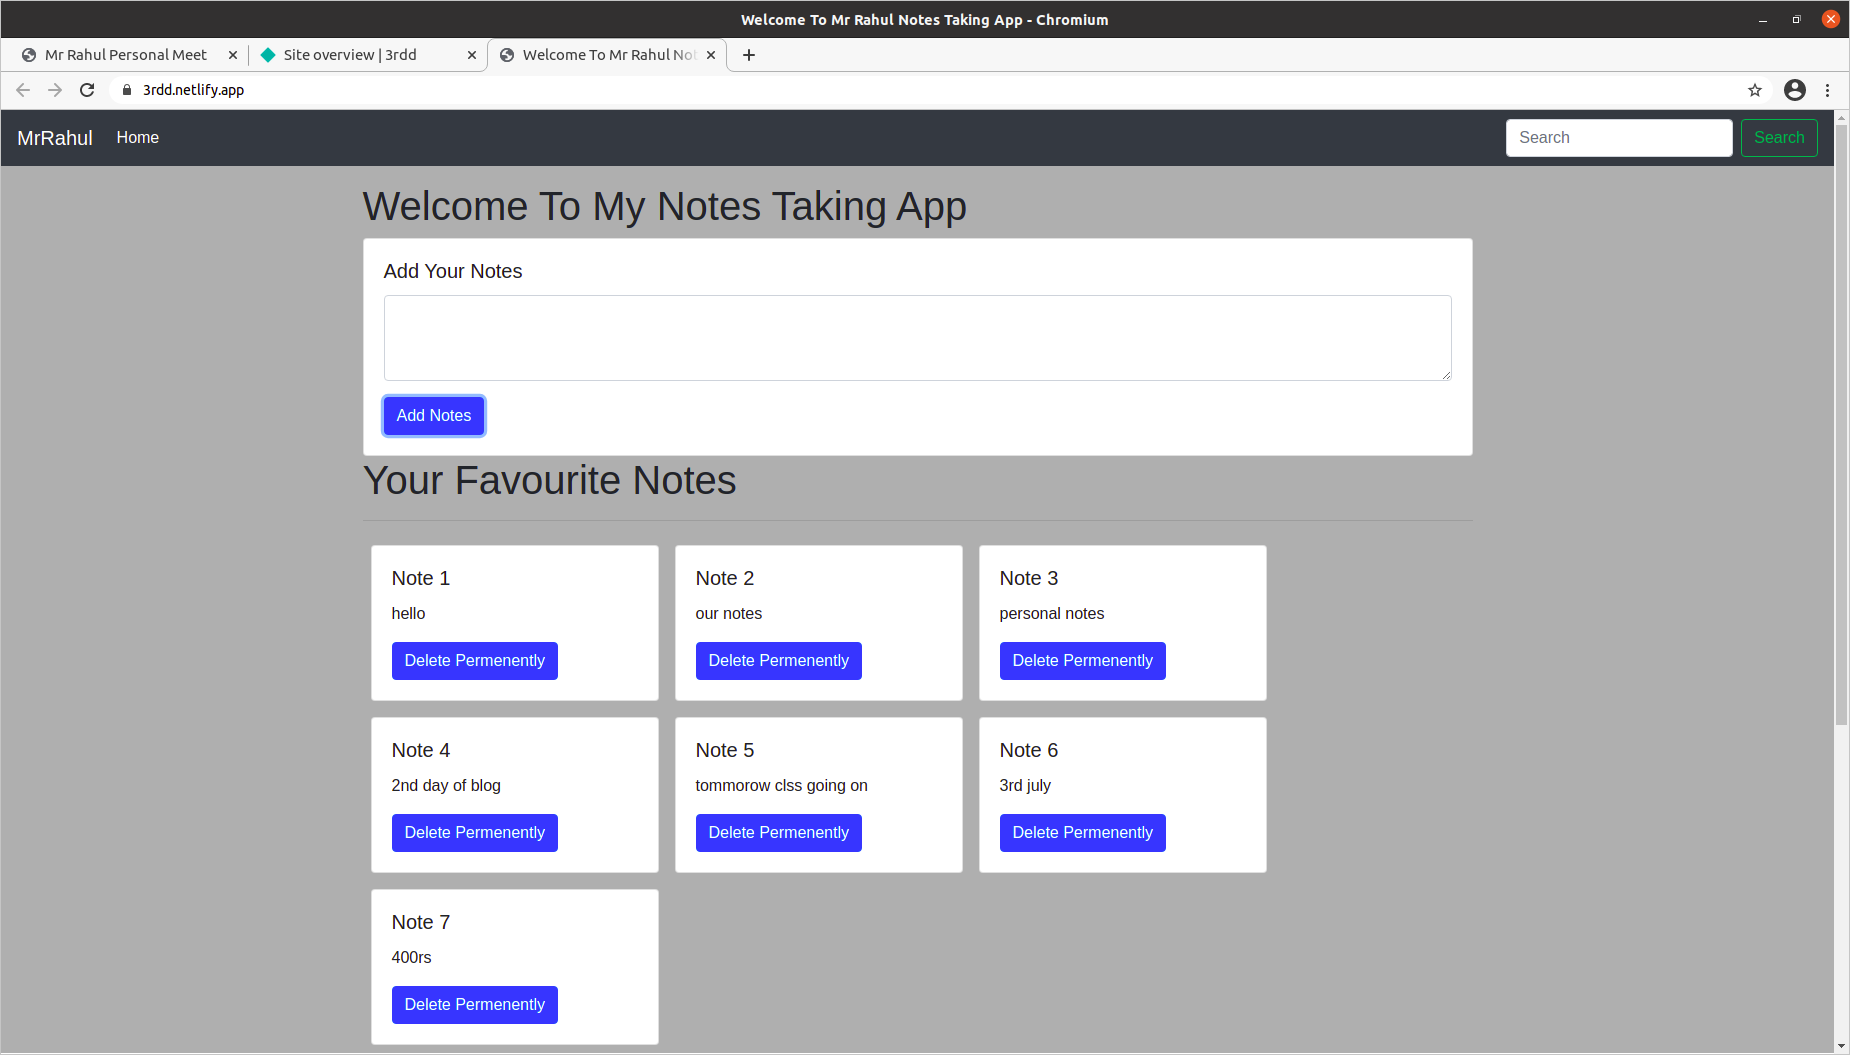 Welcome To Mr Rahul Notes Taking App - Chromium
Mr Rahul Personal Meet
Site overview | 3rdd
Welcome To Mr Rahul Not
3rdd.netlify.app
MrRahul Home Search Search
Welcome To My Notes Taking App
Add Your Notes
Add Notes
Your Favourite Notes
Note 1
hello
Delete Permenently
Note 2
our notes
Delete Permenently
Note 3
personal notes
Delete Permenently
Note 4
2nd day of blog
Delete Permenently
Note 5
tommorow clss going on
Delete Permenently
Note 6
3rd july
Delete Permenently
Note 7
400rs
Delete Permenently